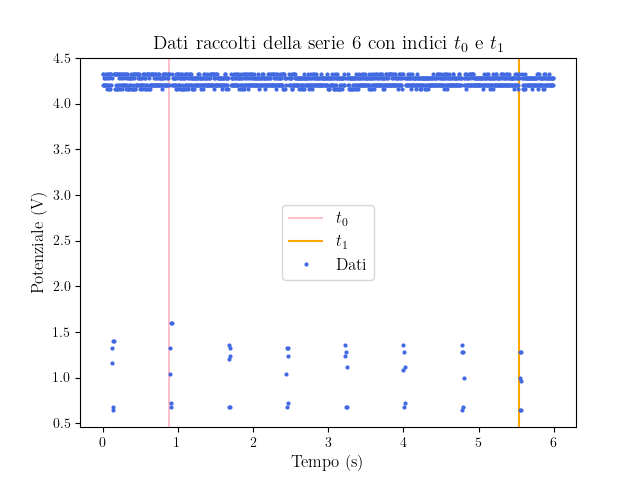 Dati raccolti della serie 6 con indici t₀ e t₁
4.5
4.0
3.5
3.0
2.5
2.0
1.5
1.0
0.5
Potenziale (V)
t₀
t₁
Dati
0 1 2 3 4 5 6
Tempo (s)